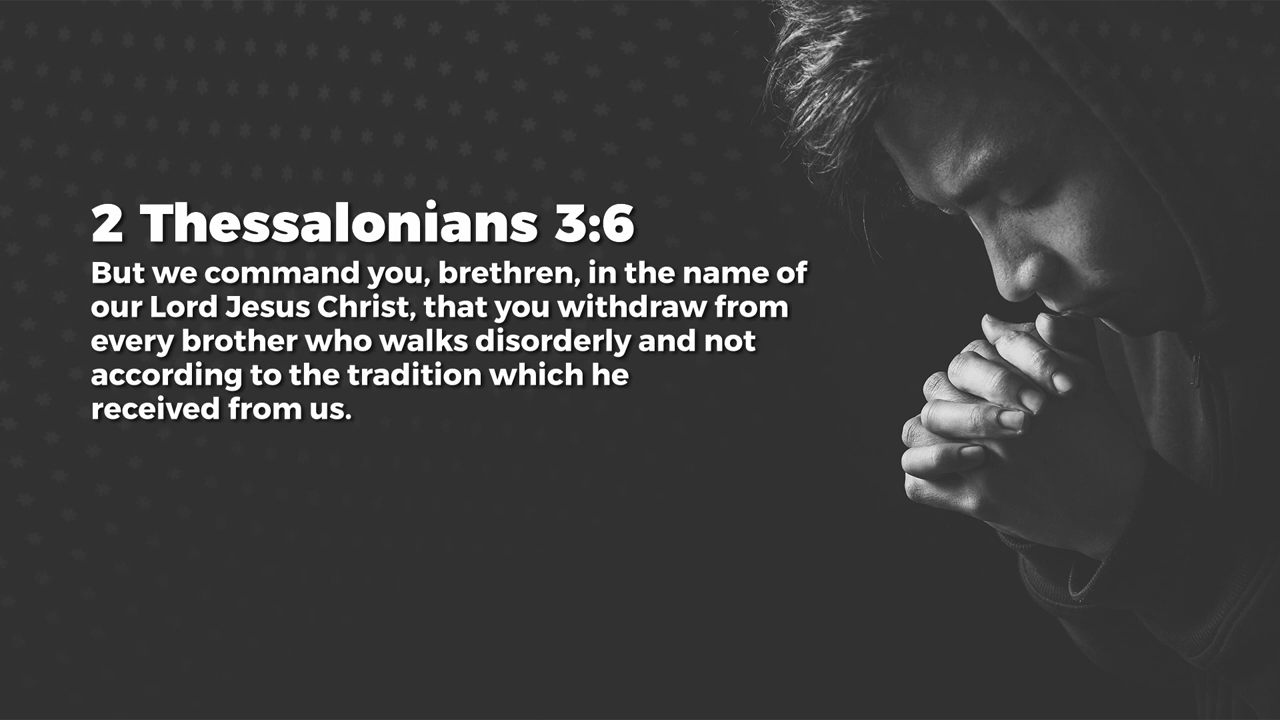 2 Thessalonians 3:6
But we command you, brethren, in the name of
our Lord Jesus Christ, that you withdraw from
every brother who walks disorderly and not
according to the tradition which he
received from us.